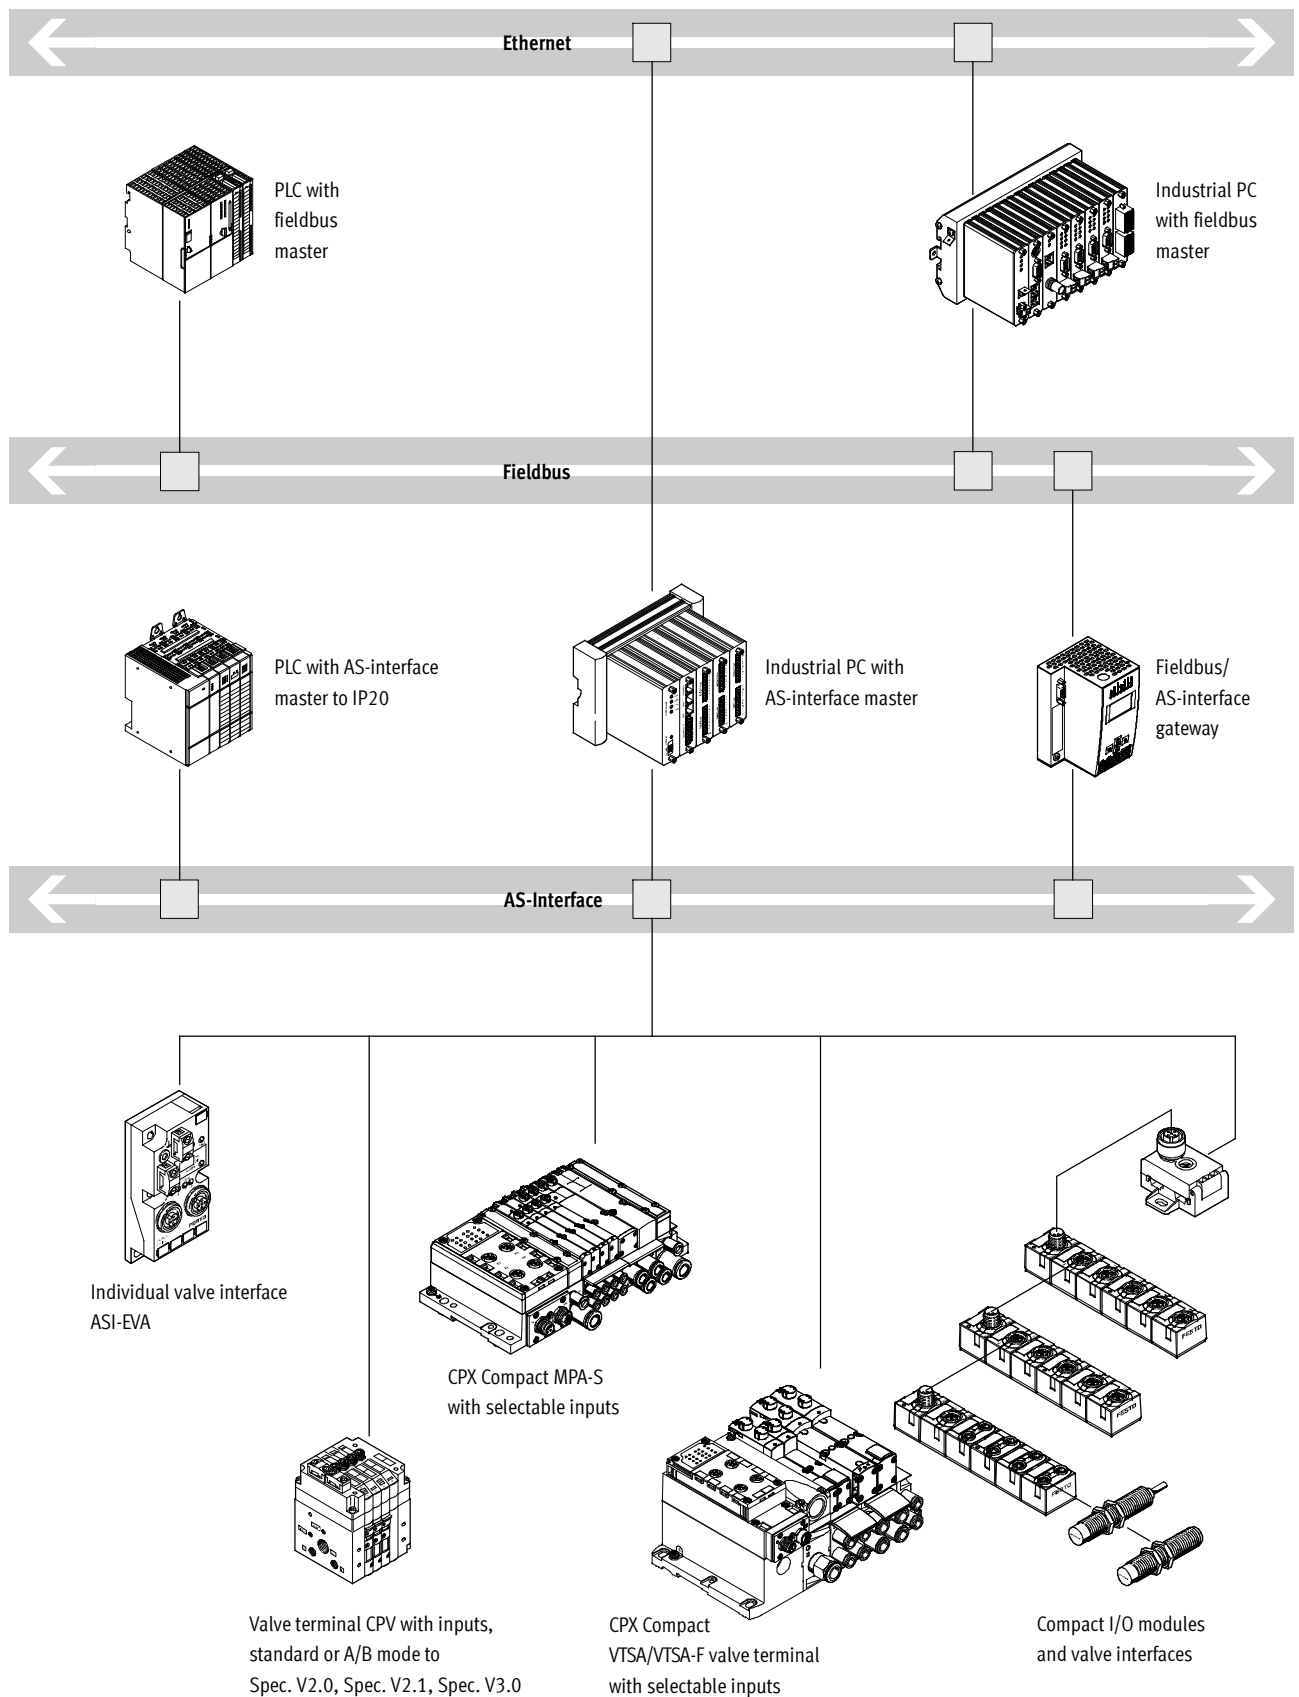 Ethernet
PLC with
fieldbus
master
Industrial PC
with fieldbus
master
Fieldbus
PLC with AS-interface
master to IP20
Industrial PC with
AS-interface master
Fieldbus/
AS-interface
gateway
AS-Interface
Individual valve interface
ASI-EVA
CPX Compact MPA-S
with selectable inputs
FESTO
FESTO
FESTO
Valve terminal CPV with inputs,
standard or A/B mode to
Spec. V2.0, Spec. V2.1, Spec. V3.0
CPX Compact
VTSA/VTSA-F valve terminal
with selectable inputs
Compact I/O modules
and valve interfaces